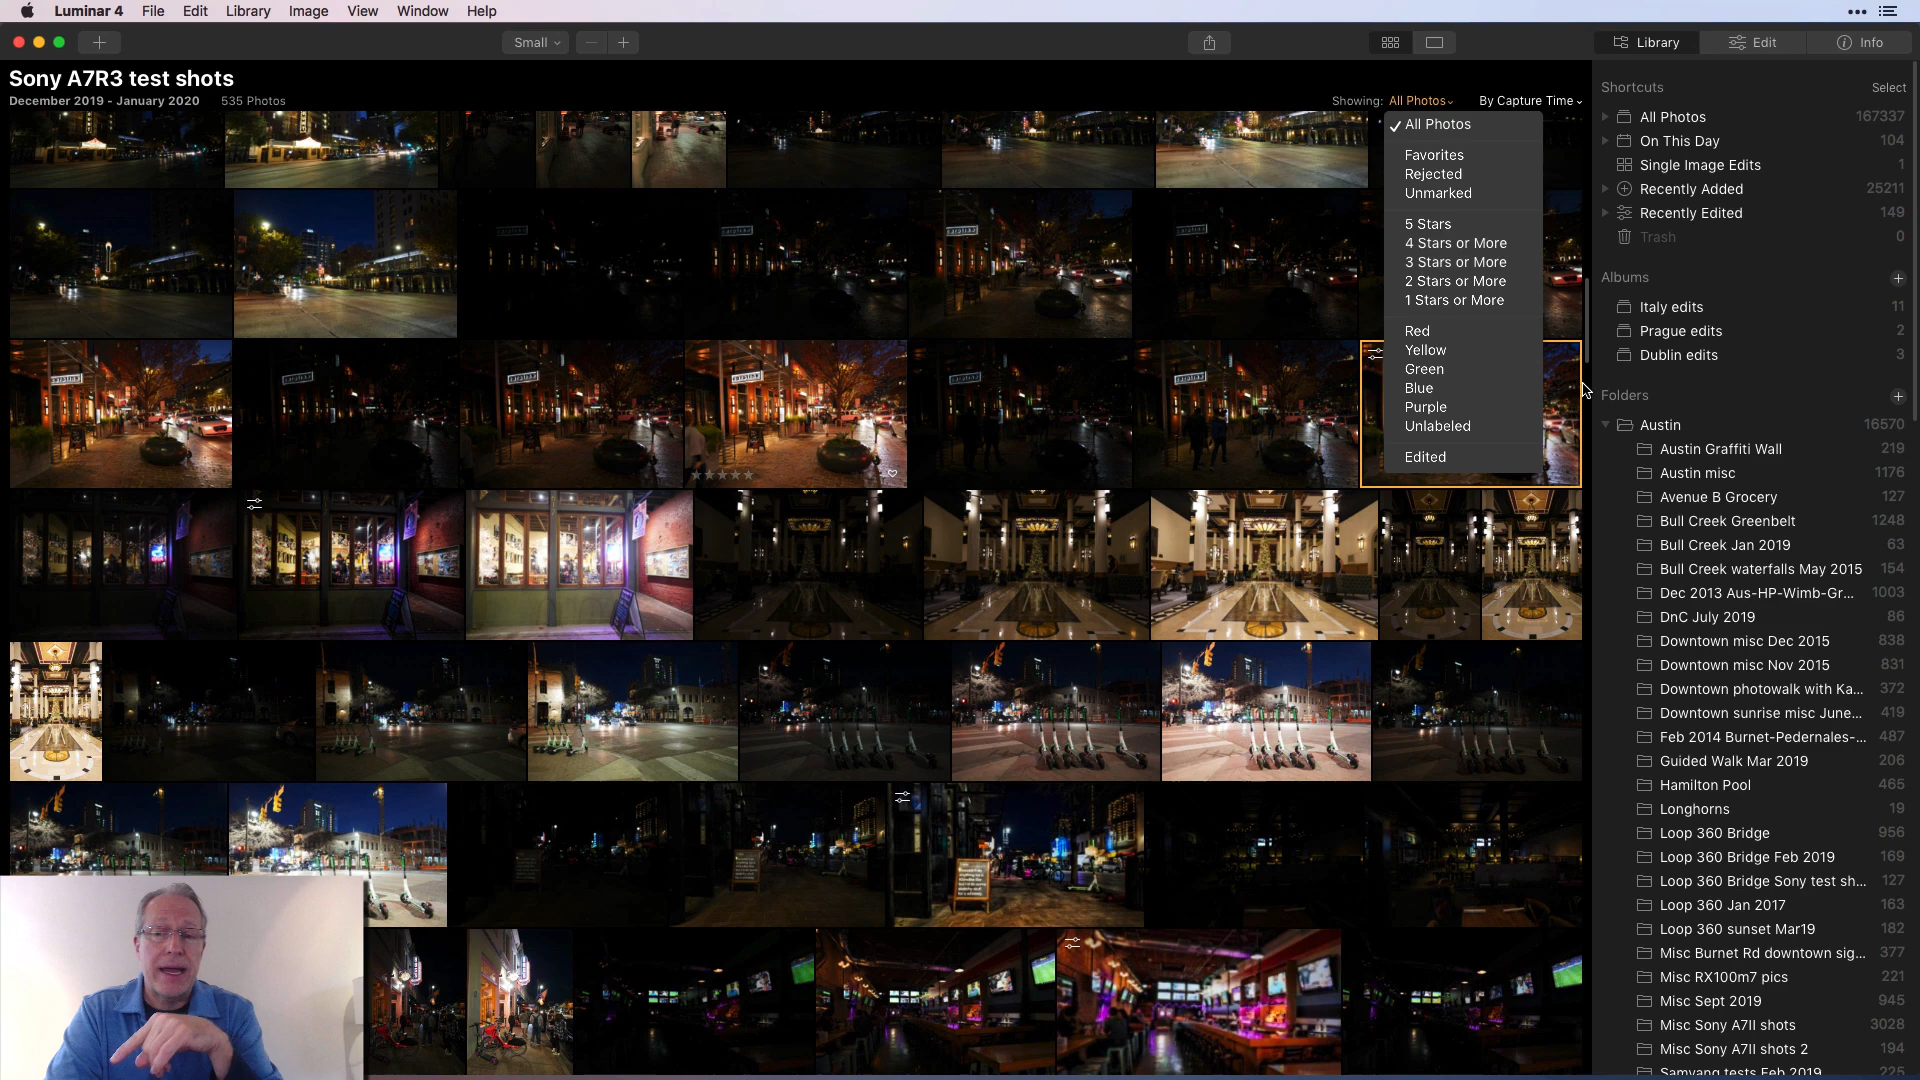 Luminar 4 File Edit Library Image View Window Help
Small
Library Edit Info
Sony A7R3 test shots
December 2019 - January 2020 535 Photos
Showing: All Photos By Capture Time
All Photos
Favorites
Rejected
Unmarked
5 Stars
4 Stars or More
3 Stars or More
2 Stars or More
1 Stars or More
Red
Yellow
Green
Blue
Purple
Unlabeled
Edited
Shortcuts Select
All Photos 167337
On This Day 104
Single Image Edits 1
Recently Added 25211
Recently Edited 149
Trash 0
Albums
Italy edits 11
Prague edits 2
Dublin edits 3
Folders
Austin 16570
Austin Graffiti Wall 219
Austin misc 1176
Avenue B Grocery 127
Bull Creek Greenbelt 1248
Bull Creek Jan 2019 63
Bull Creek waterfalls May 2015 154
Dec 2013 Aus-HP-Wimb-Gr... 1003
DnC July 2019 86
Downtown misc Dec 2015 838
Downtown misc Nov 2015 831
Downtown photowalk with Ka... 372
Downtown sunrise misc June... 419
Feb 2014 Burnet-Pedernales-... 487
Guided Walk Mar 2019 206
Hamilton Pool 465
Longhorns 19
Loop 360 Bridge 956
Loop 360 Bridge Feb 2019 169
Loop 360 Bridge Sony test sh... 127
Loop 360 Jan 2017 163
Loop 360 sunset Mar19 182
Misc Burnet Rd downtown sig... 377
Misc RX100m7 pics 221
Misc Sept 2019 945
Misc Sony A7II shots 3028
Misc Sony A7II shots 2 194
Samyang tests Feb 2019 225